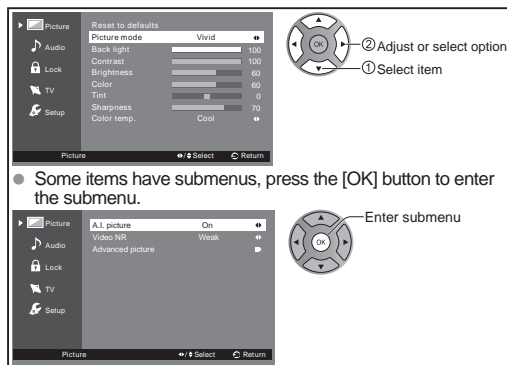 Picture
Audio
Lock
TV
Setup
Reset to defaults
Picture mode Vivid
Back light 100
Contrast 100
Brightness 60
Color 60
Tint 0
Sharpness 70
Color temp. Cool
Picture Select Return
OK
②Adjust or select option
①Select item
Some items have submenus, press the [OK] button to enter
the submenu.
Picture
Audio
Lock
TV
Setup
A.I. picture On
Video NR Weak
Advanced picture
Picture Select Return
OK
Enter submenu